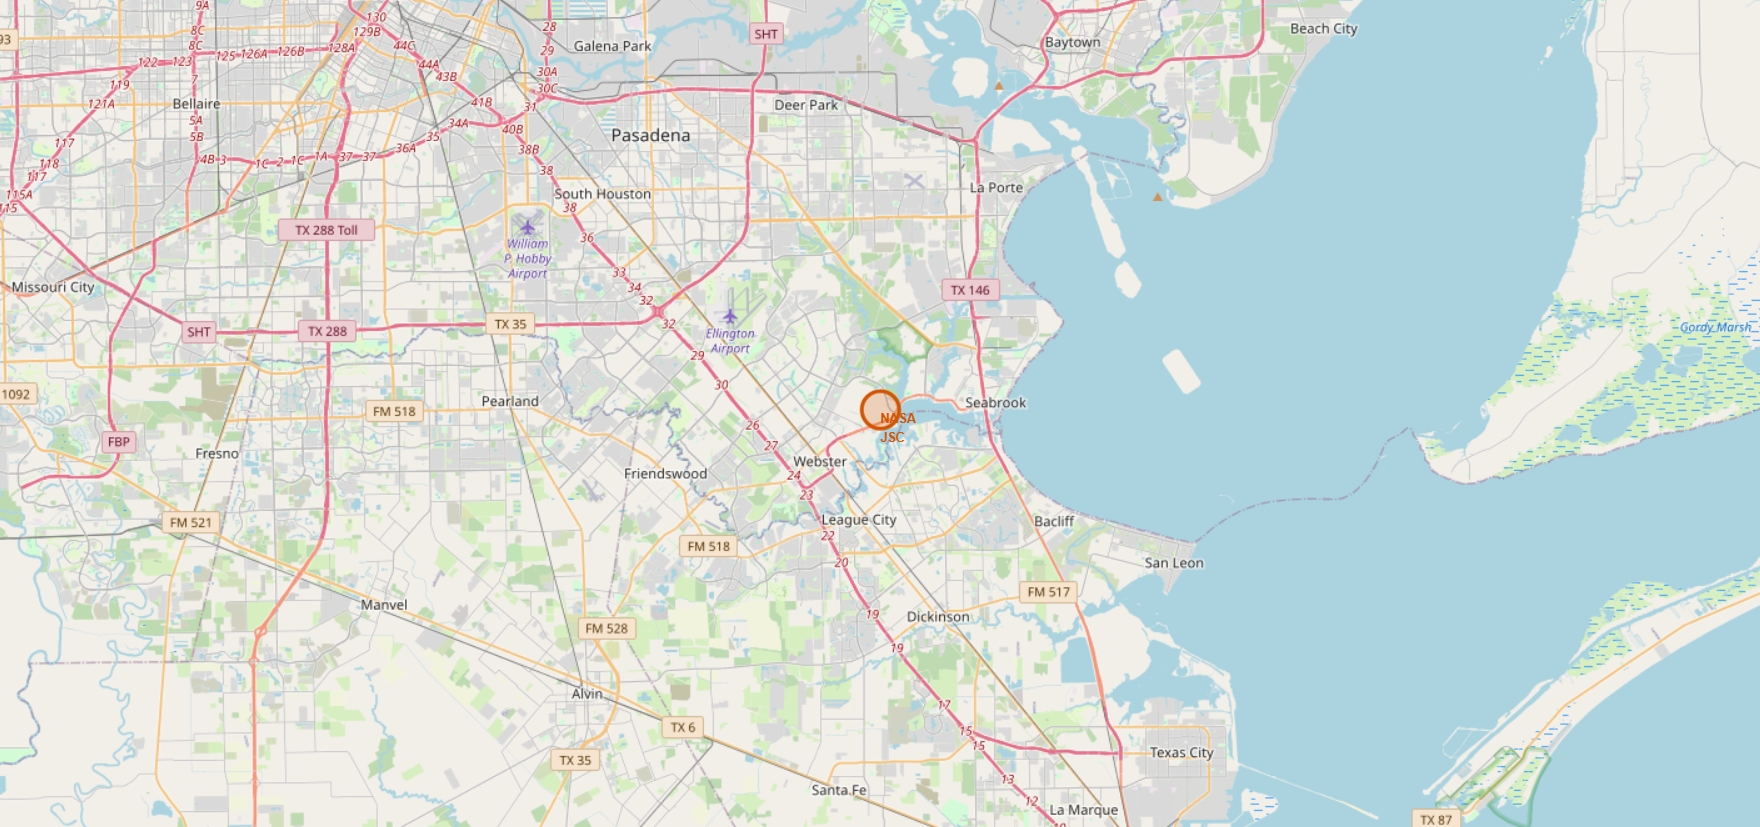 9A
130
28
SHT
Beach City
93
8C
129B
29
Galena Park
Baytown
8C
125
126A
126B
128A
44C
122
123
44A
43B
30A
119
7
30C
121A
Bellaire
41B
31
Deer Park
5A
34A
40B
117
5B
35
Pasadena
118
4B
3
1C
2
1C
1A
37
37
36A
38B
117
38
115A
South Houston
La Porte
115
38
TX 288 Toll
36
William
P Hobby
Airport
33
Missouri City
34
TX 146
32
SHT
TX 288
TX 35
32
Ellington
Airport
Gordy Marsh
29
30
1092
Pearland
FM 518
NASA
JSC
Seabrook
26
FBP
27
Fresno
Webster
Friendswood
24
23
FM 521
League City
Bacliff
22
FM 518
20
San Leon
FM 517
Manvel
19
Dickinson
FM 528
19
Alvin
17
TX 6
15
15
Texas City
TX 35
13
Santa Fe
12
La Marque
10
TX 87